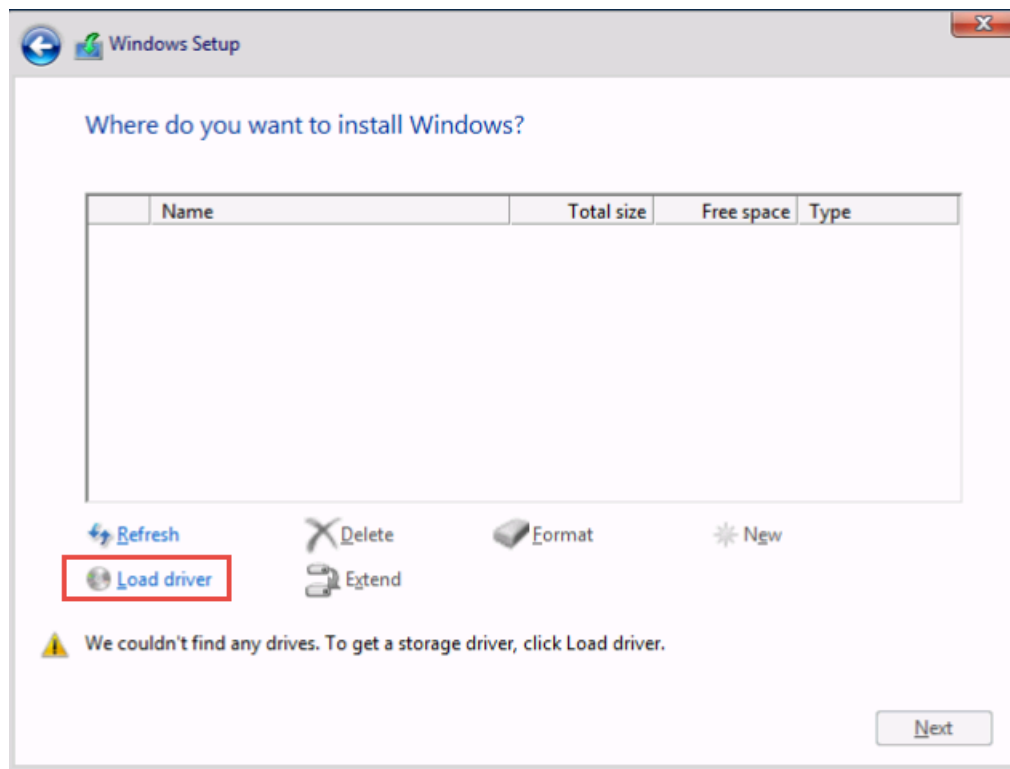 Windows Setup
Where do you want to install Windows?
Name Total size Free space Type
Refresh Delete Format New
Load driver Extend
We couldn't find any drives. To get a storage driver, click Load driver.
Next